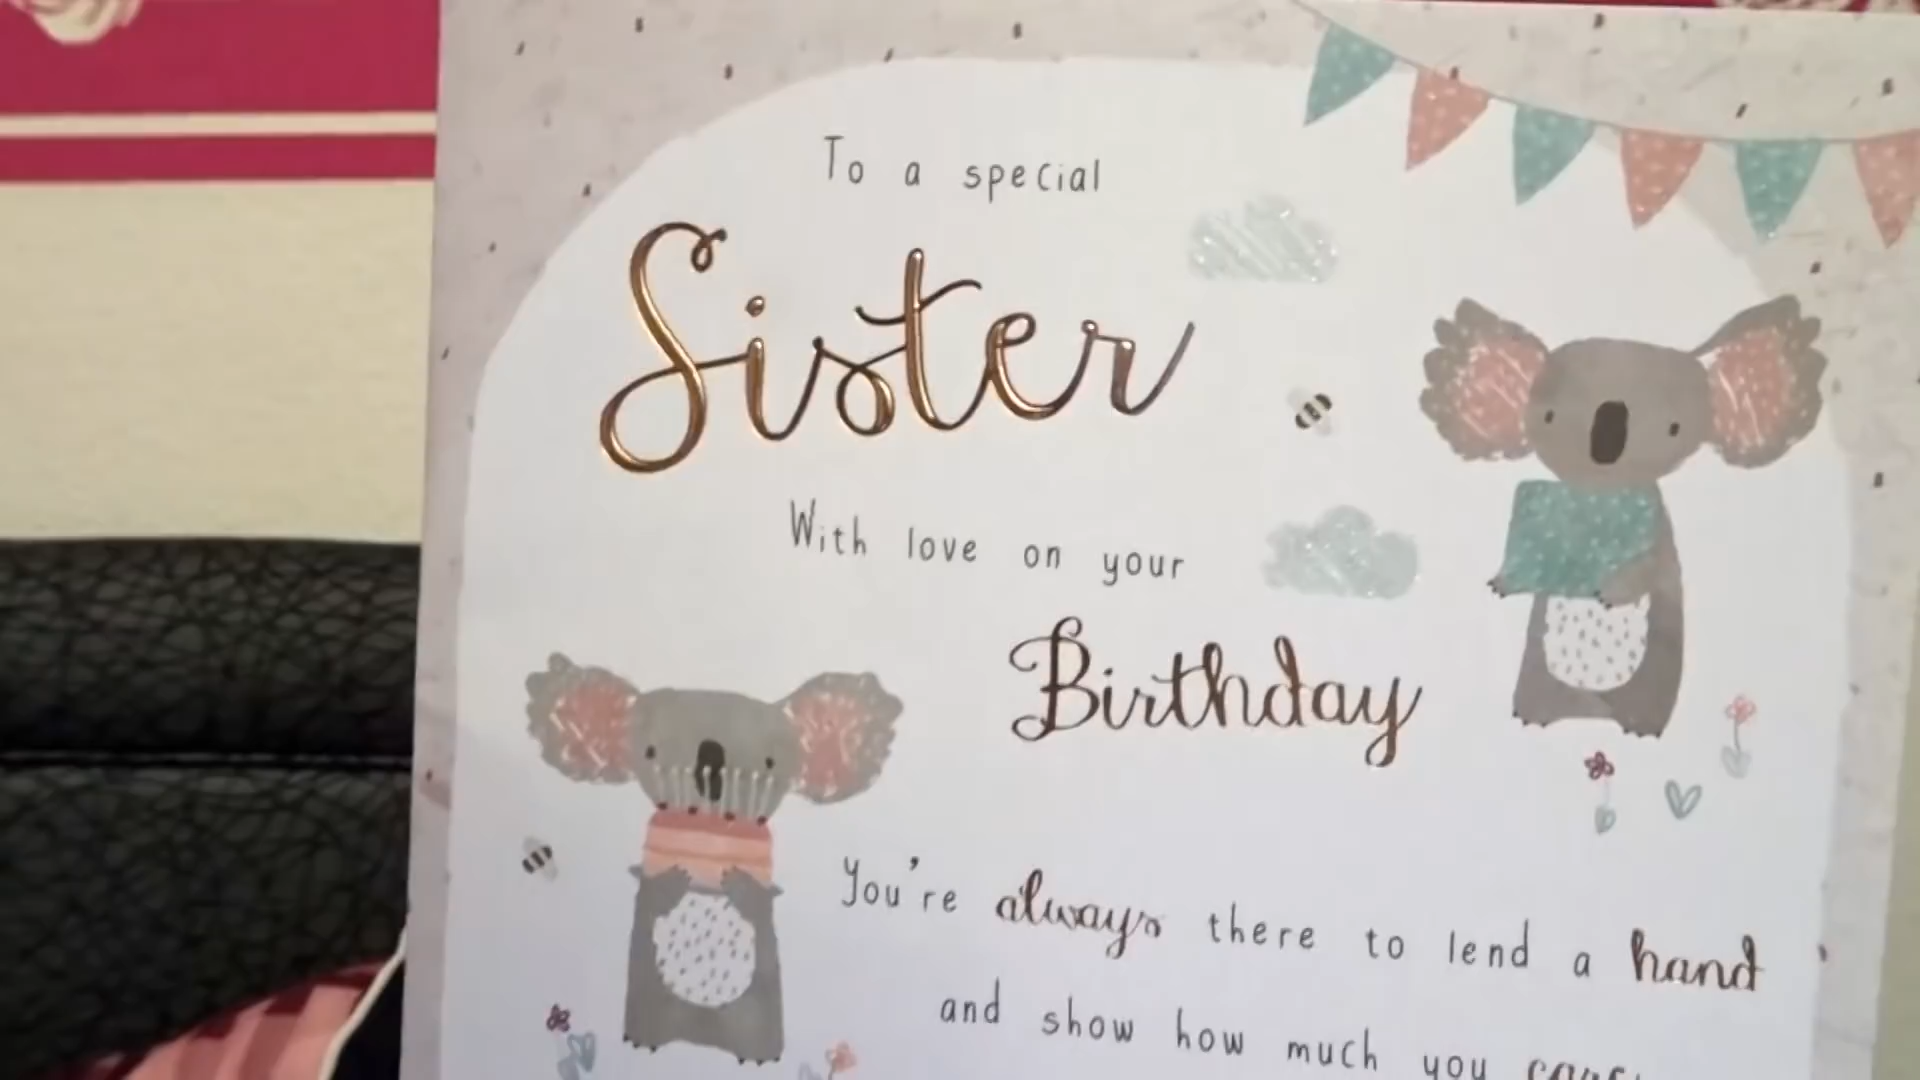 To a special
Sister
With love on your
Birthday
You're always there to lend a hand
and show how much you care